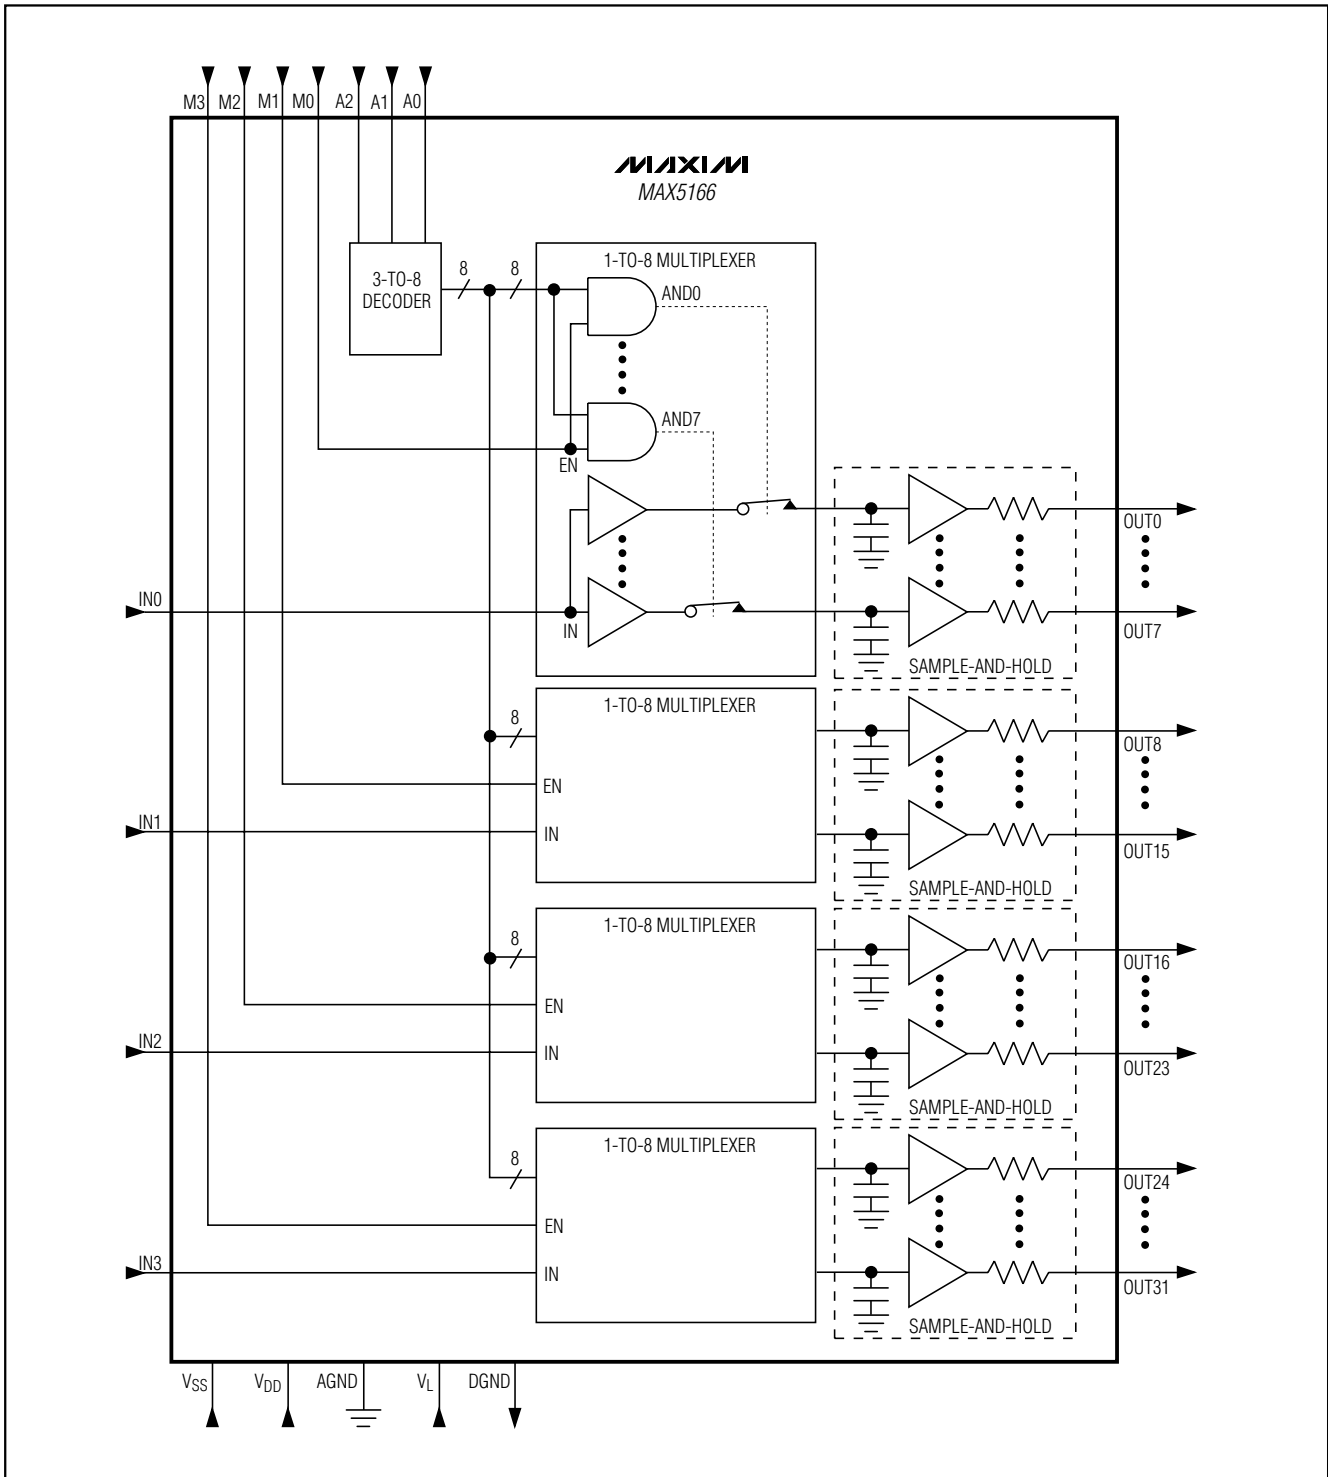 M3 M2 M1 M0 A2 A1 A0
MAXIM
MAX5166
3-TO-8
DECODER
8
8
1-TO-8 MULTIPLEXER
AND0
AND7
EN
IN0
IN
OUT0
OUT7
SAMPLE-AND-HOLD
8
1-TO-8 MULTIPLEXER
EN
IN1
IN
OUT8
OUT15
SAMPLE-AND-HOLD
8
1-TO-8 MULTIPLEXER
EN
IN2
IN
OUT16
OUT23
SAMPLE-AND-HOLD
8
1-TO-8 MULTIPLEXER
EN
IN3
IN
OUT24
OUT31
SAMPLE-AND-HOLD
VSS VDD AGND VL DGND